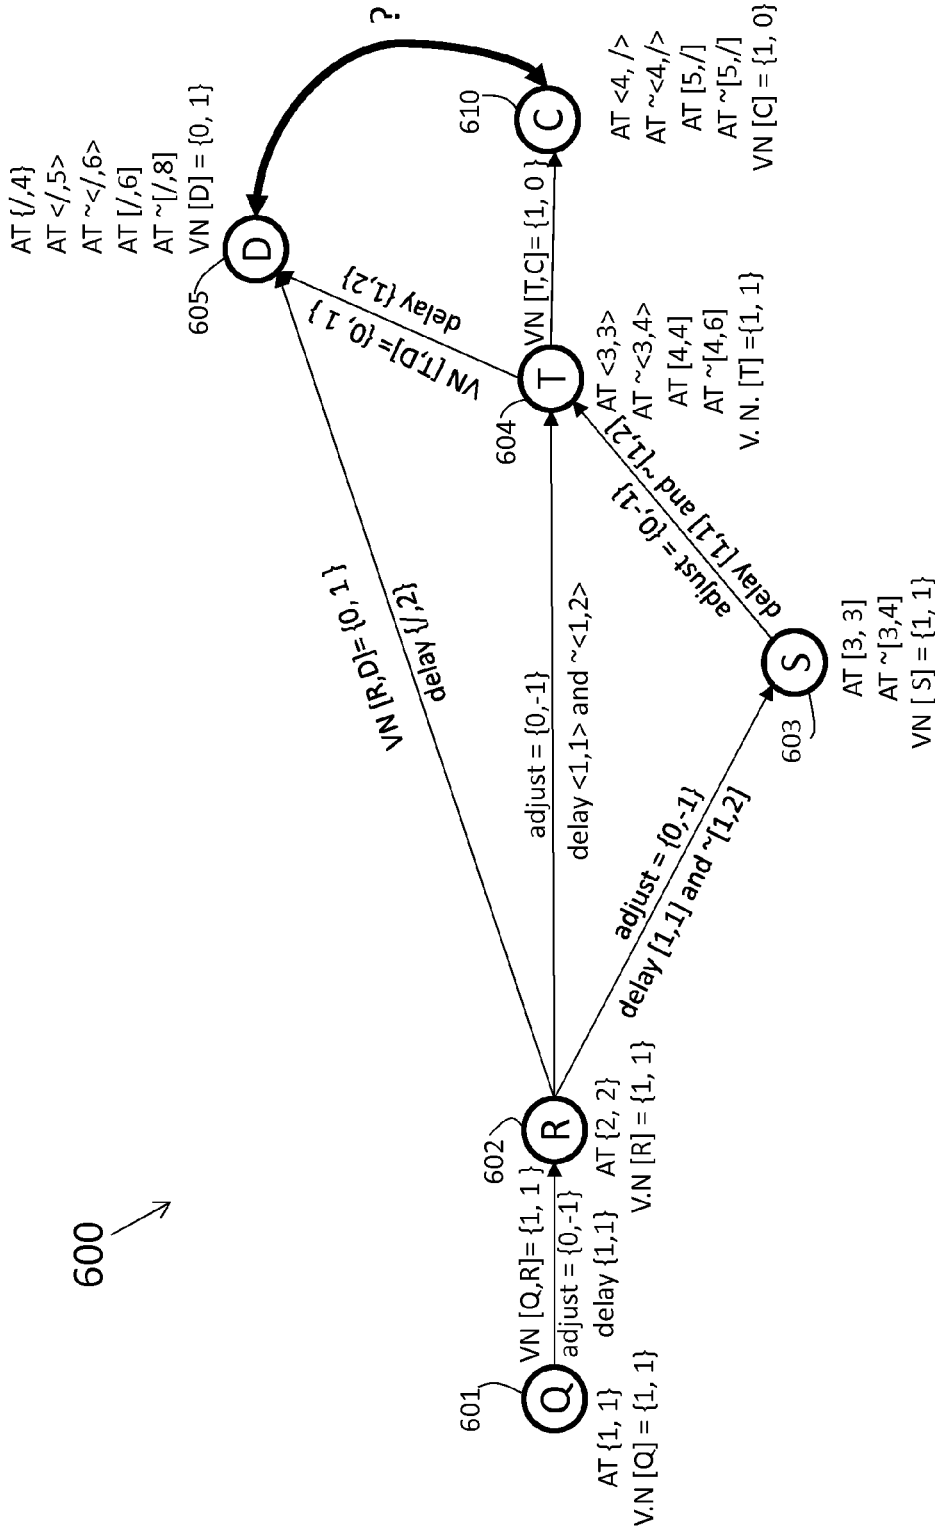 600
601
Q
AT {1, 1}
V.N [Q] = {1, 1}
VN [Q,R]= {1, 1 }
adjust = {0,-1}
delay {1,1}
602
R
AT {2, 2}
V.N [R] = {1, 1}
VN [R,D]= {0, 1 }
delay {/,2}
adjust = {0,-1}
delay <1,1> and ~<1,2>
adjust = {0,-1}
delay [1,1] and ~[1,2]
603
S
AT [3, 3]
AT ~[3,4]
VN [ S] = {1, 1}
adjust = {0,-1}
delay [1,1] and ~[1,2]
604
T
AT <3,3>
AT ~<3,4>
AT [4,4]
AT ~[4,6]
V. N. [T] ={1, 1}
VN [T,D]= {0, 1 }
delay {1,2}
VN [T,C]= {1, 0 }
605
D
AT {/,4}
AT </,5>
AT ~</,6>
AT [/,6]
AT ~[/,8]
VN [D] = {0, 1}
?
610
C
AT <4, />
AT ~<4,/>
AT [5,/]
AT ~[5,/]
VN [C] = {1, 0}